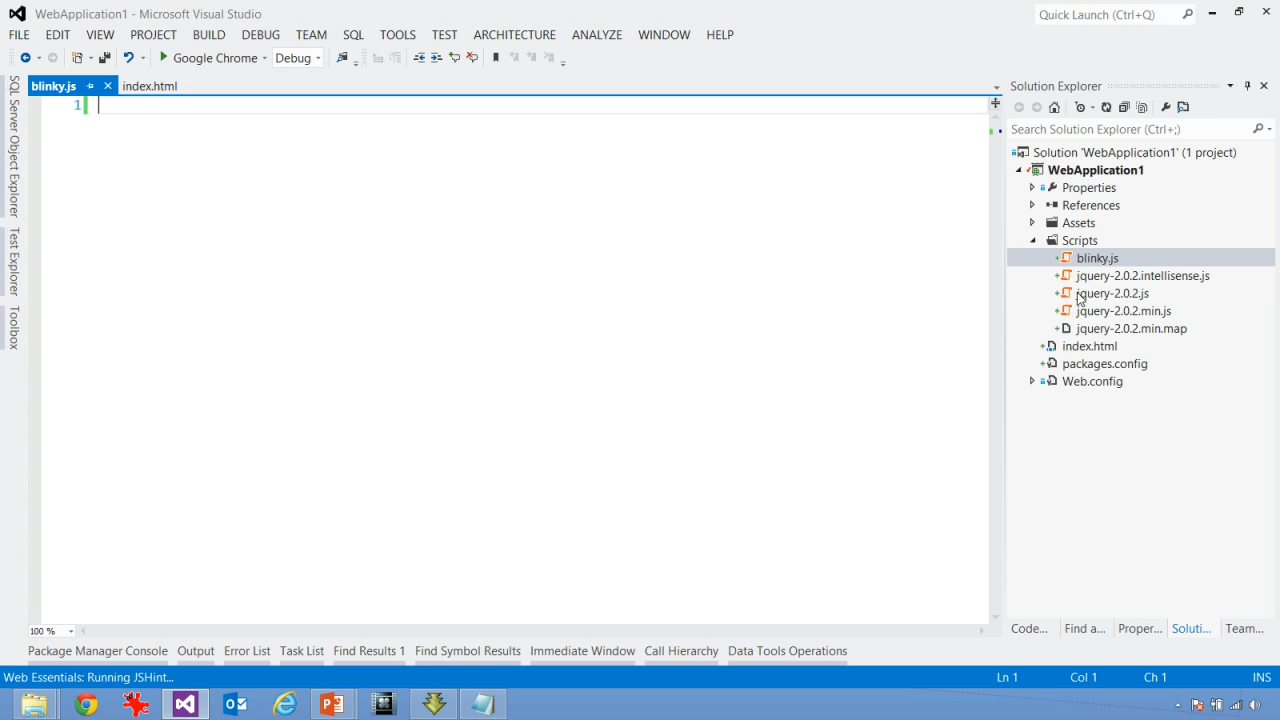 WebApplication1 - Microsoft Visual Studio
Quick Launch (Ctrl+Q)
FILE EDIT VIEW PROJECT BUILD DEBUG TEAM SQL TOOLS TEST ARCHITECTURE ANALYZE WINDOW HELP
Google Chrome Debug
blinky.js index.html
1
SQL Server Object Explorer
Test Explorer
Toolbox
Solution Explorer
Search Solution Explorer (Ctrl+;)
Solution 'WebApplication1' (1 project)
WebApplication1
Properties
References
Assets
Scripts
blinky.js
jquery-2.0.2.intellisense.js
jquery-2.0.2.js
jquery-2.0.2.min.js
jquery-2.0.2.min.map
index.html
packages.config
Web.config
100 %
Code... Find a... Proper... Soluti... Team...
Package Manager Console Output Error List Task List Find Results 1 Find Symbol Results Immediate Window Call Hierarchy Data Tools Operations
Web Essentials: Running JSHint... Ln 1 Col 1 Ch 1 INS